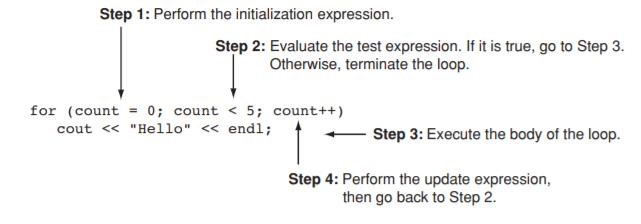 Step 1: Perform the initialization expression.
Step 2: Evaluate the test expression. If it is true, go to Step 3.
Otherwise, terminate the loop.
for (count = 0; count < 5; count++)
cout << "Hello" << endl;
Step 3: Execute the body of the loop.
Step 4: Perform the update expression,
then go back to Step 2.